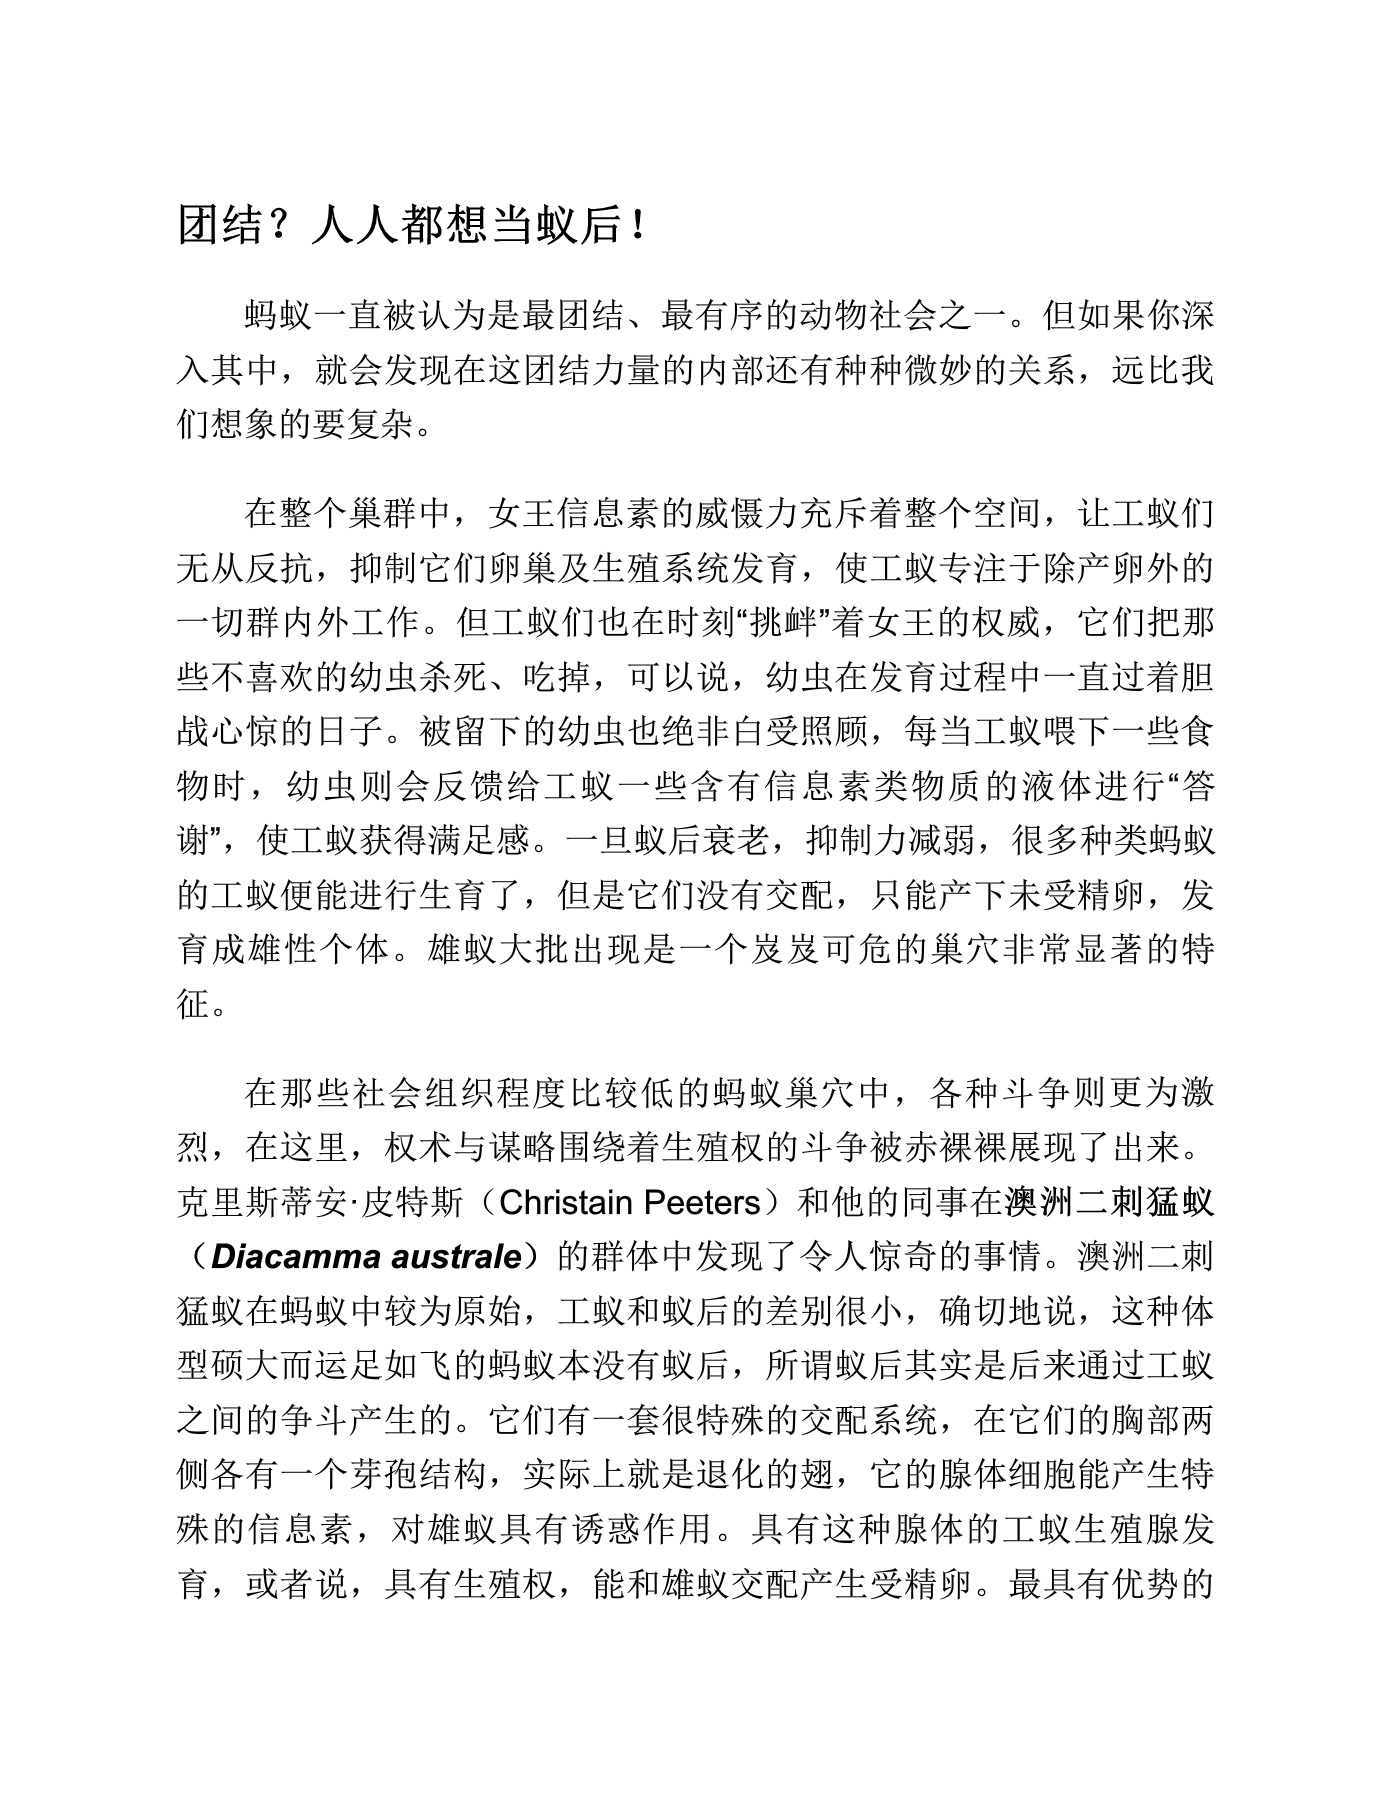 团结？人人都想当蚁后！
蚂蚁一直被认为是最团结、最有序的动物社会之一。但如果你深
入其中，就会发现在这团结力量的内部还有种种微妙的关系，远比我
们想象的要复杂。
在整个巢群中，女王信息素的威慑力充斥着整个空间，让工蚁们
无从反抗，抑制它们卵巢及生殖系统发育，使工蚁专注于除产卵外的
一切群内外工作。但工蚁们也在时刻“挑衅”着女王的权威，它们把那
些不喜欢的幼虫杀死、吃掉，可以说，幼虫在发育过程中一直过着胆
战心惊的日子。被留下的幼虫也绝非白受照顾，每当工蚁喂下一些食
物时，幼虫则会反馈给工蚁一些含有信息素类物质的液体进行“答
谢”，使工蚁获得满足感。一旦蚁后衰老，抑制力减弱，很多种类蚂蚁
的工蚁便能进行生育了，但是它们没有交配，只能产下未受精卵，发
育成雄性个体。雄蚁大批出现是一个岌岌可危的巢穴非常显著的特
征。
在那些社会组织程度比较低的蚂蚁巢穴中，各种斗争则更为激
烈，在这里，权术与谋略围绕着生殖权的斗争被赤裸裸展现了出来。
克里斯蒂安·皮特斯（Christain Peeters）和他的同事在澳洲二刺猛蚁
（Diacamma australe）的群体中发现了令人惊奇的事情。澳洲二刺
猛蚁在蚂蚁中较为原始，工蚁和蚁后的差别很小，确切地说，这种体
型硕大而运足如飞的蚂蚁本没有蚁后，所谓蚁后其实是后来通过工蚁
之间的争斗产生的。它们有一套很特殊的交配系统，在它们的胸部两
侧各有一个芽孢结构，实际上就是退化的翅，它的腺体细胞能产生特
殊的信息素，对雄蚁具有诱惑作用。具有这种腺体的工蚁生殖腺发
育，或者说，具有生殖权，能和雄蚁交配产生受精卵。最具有优势的